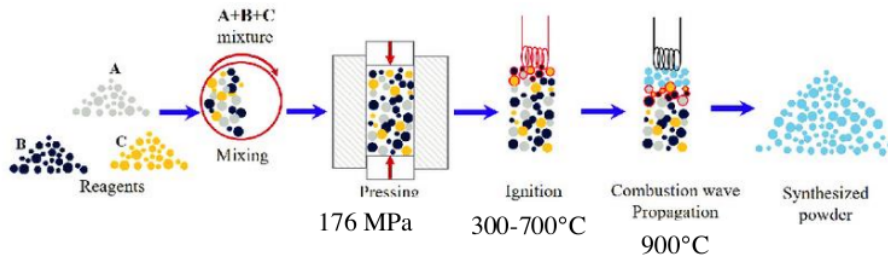 A+B+C
mixture
A
B
C
Reagents
Mixing
Pressing
Ignition
Combustion wave
Propagation
Synthesized
powder
176 MPa
300-700°C
900°C